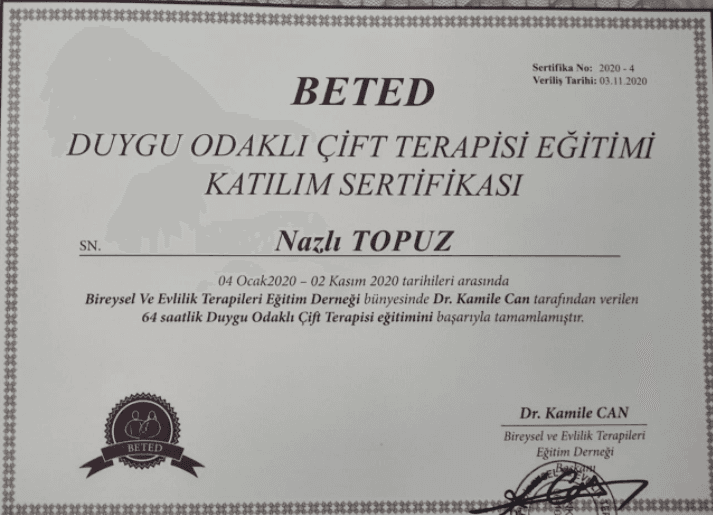 Sertifika No: 2020 - 4
Veriliş Tarihi: 03.11.2020
BETED
DUYGU ODAKLI ÇİFT TERAPİSİ EĞİTİMİ
KATILIM SERTİFIKASI
SN. Nazlı TOPUZ
04 Ocak2020 – 02 Kasım 2020 tarihileri arasında
Bireysel Ve Evlilik Terapileri Eğitim Derneği bünyesinde Dr. Kamile Can tarafından verilen
64 saatlik Duygu Odaklı Çift Terapisi eğitimini başarıyla tamamlamıştır.
BETED
Dr. Kamile CAN
Bireysel ve Evlilik Terapileri
Eğitim Derneği
Başkanı